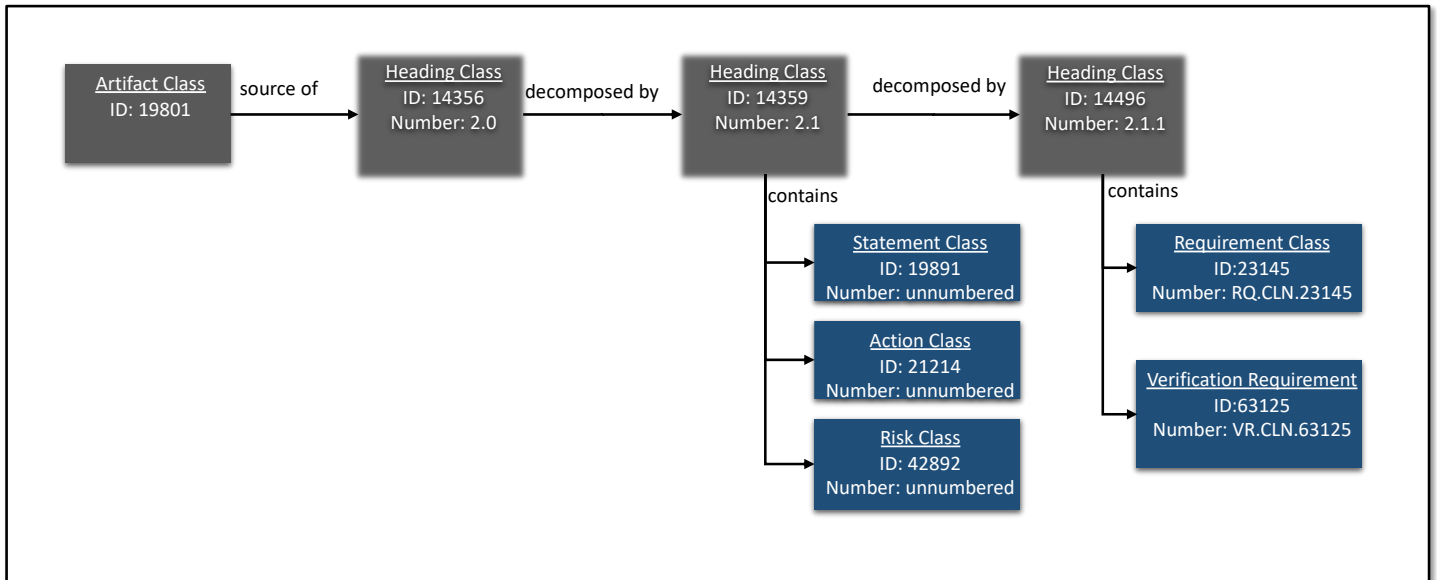 Artifact Class
ID: 19801
source of
Heading Class
ID: 14356
Number: 2.0
decomposed by
Heading Class
ID: 14359
Number: 2.1
decomposed by
Heading Class
ID: 14496
Number: 2.1.1
contains
Statement Class
ID: 19891
Number: unnumbered
Action Class
ID: 21214
Number: unnumbered
Risk Class
ID: 42892
Number: unnumbered
contains
Requirement Class
ID:23145
Number: RQ.CLN.23145
Verification Requirement
ID:63125
Number: VR.CLN.63125